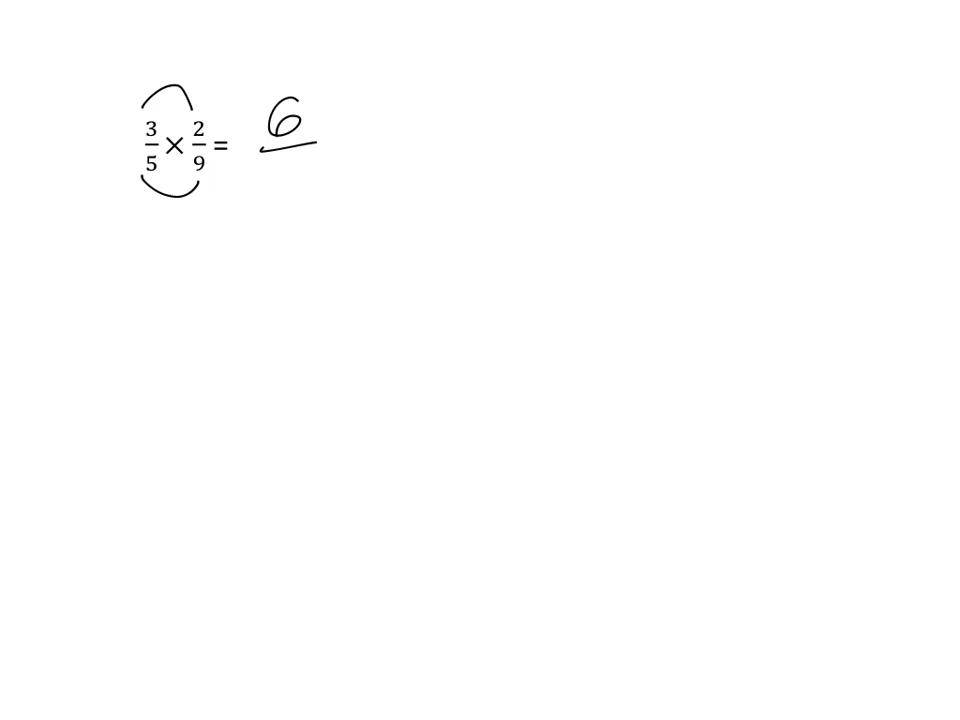 3/5 × 2/9 = 6/